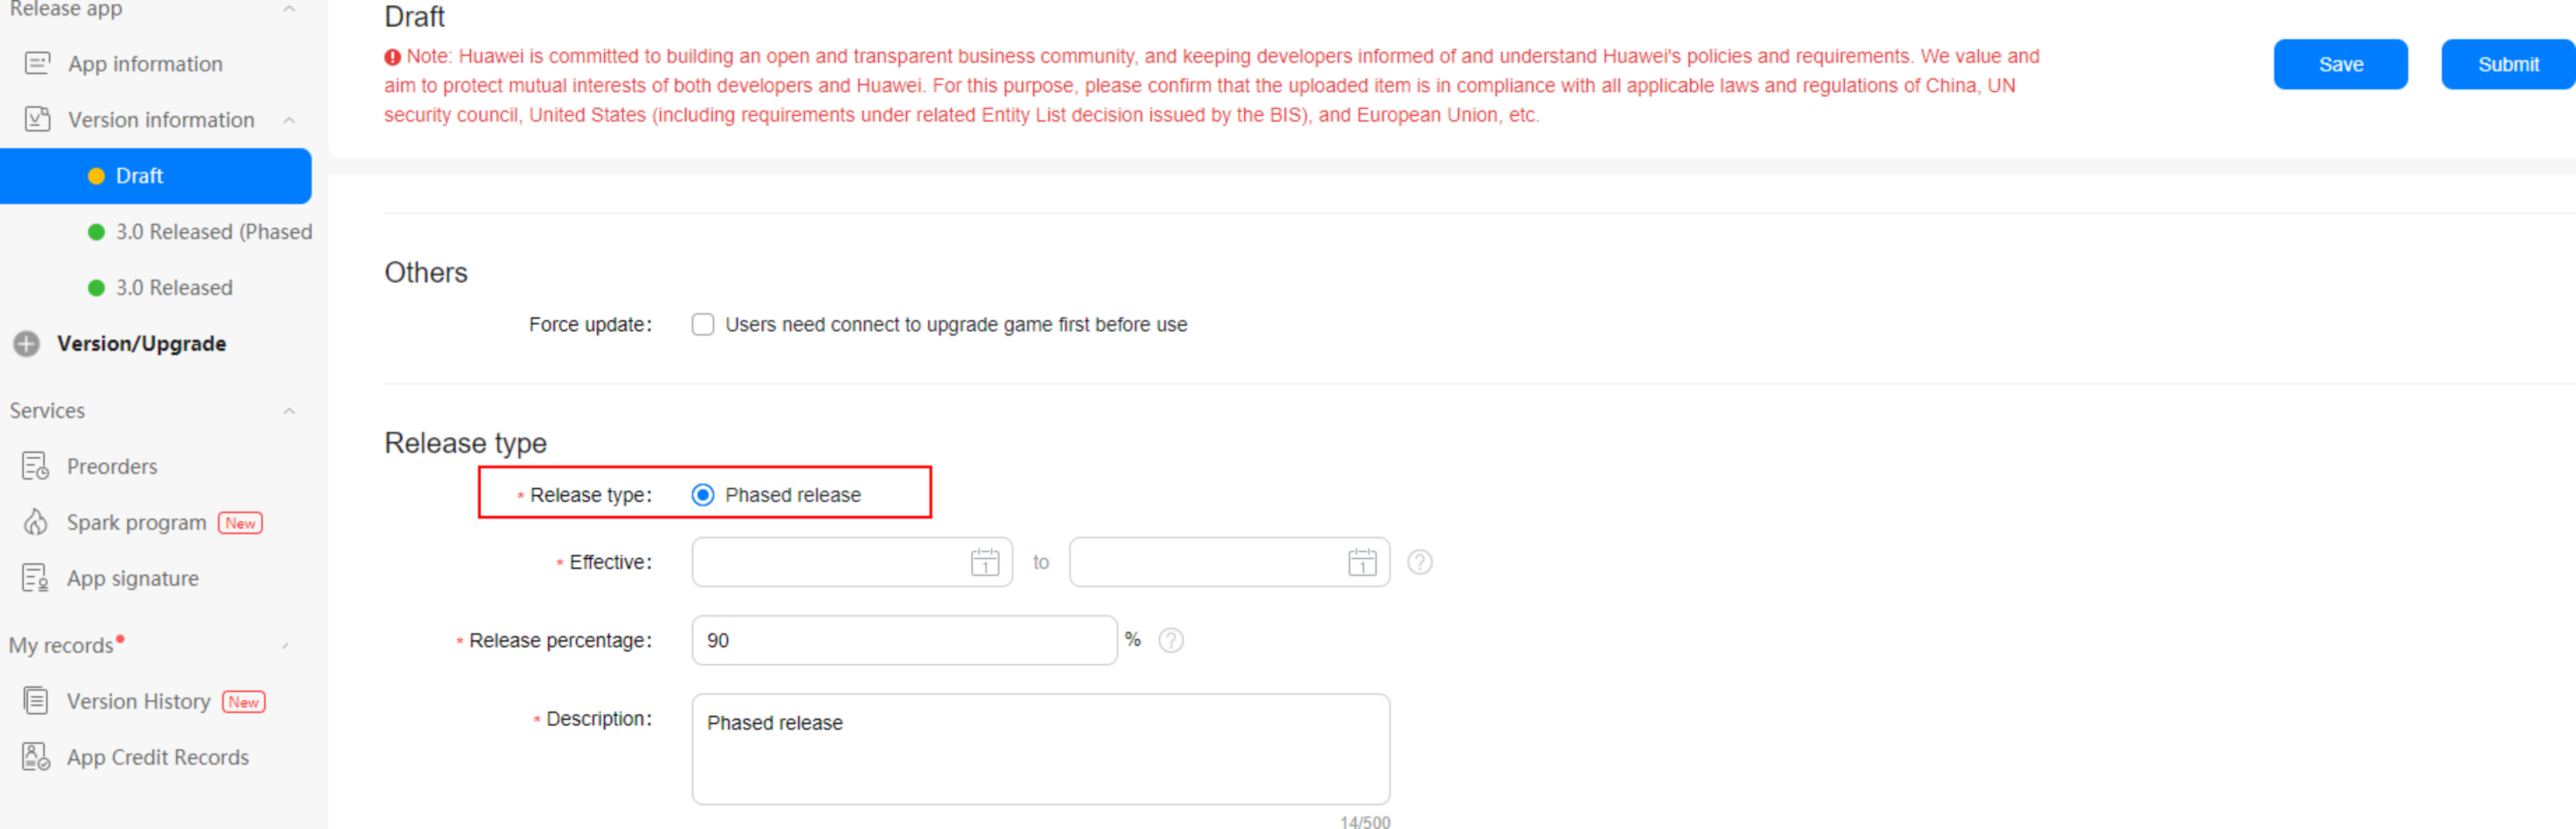 Release app
App information
Version information
Draft
3.0 Released (Phased
3.0 Released
Version/Upgrade
Services
Preorders
Spark program New
App signature
My records
Version History New
App Credit Records
Draft
Note: Huawei is committed to building an open and transparent business community, and keeping developers informed of and understand Huawei's policies and requirements. We value and
aim to protect mutual interests of both developers and Huawei. For this purpose, please confirm that the uploaded item is in compliance with all applicable laws and regulations of China, UN
security council, United States (including requirements under related Entity List decision issued by the BIS), and European Union, etc.
Save
Submit
Others
Force update: Users need connect to upgrade game first before use
Release type
* Release type: Phased release
* Effective: 1 to 1 ?
* Release percentage: 90 % ?
* Description: Phased release
14/500